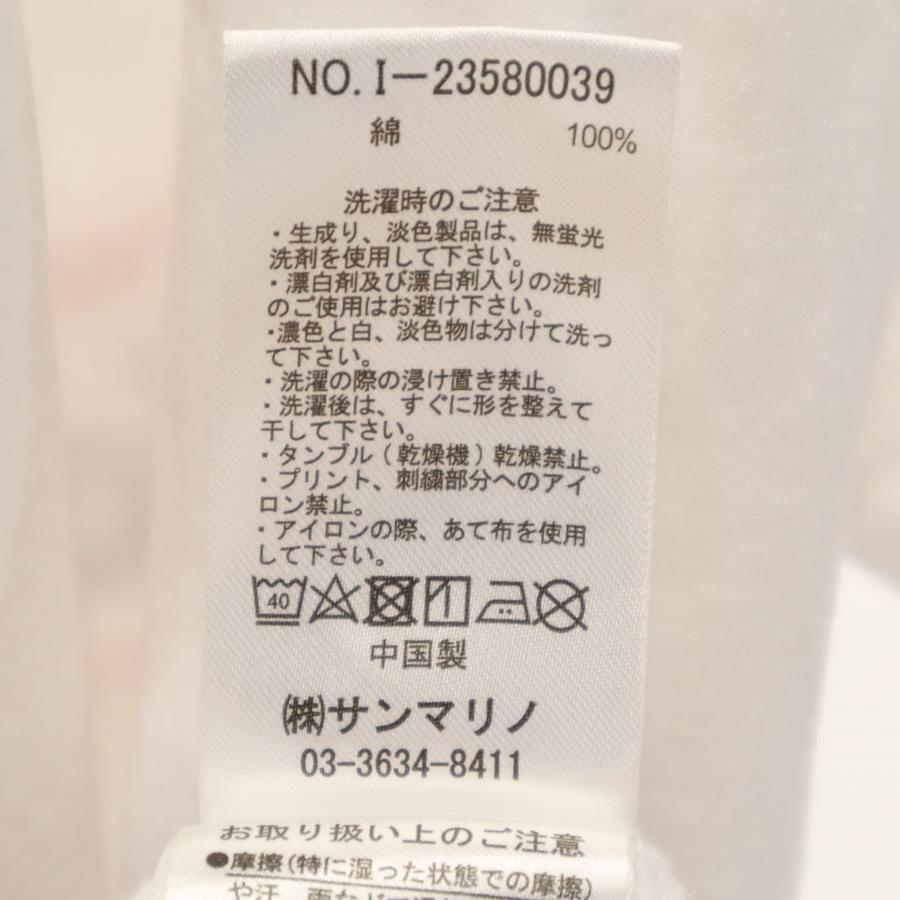 NO. I-23580039
綿 100%
洗濯時のご注意
・生成り、淡色製品は、無蛍光
洗剤を使用して下さい。
・漂白剤及び漂白剤入りの洗剤
のご使用はお避け下さい。
・濃色と白、淡色物は分けて洗っ
て下さい。
・洗濯の際の浸け置き禁止。
・洗濯後は、すぐに形を整えて
干して下さい。
・タンブル（乾燥機）乾燥禁止。
・プリント、刺繍部分へのアイ
ロン禁止。
・アイロンの際、あて布を使用
して下さい。
40
中国製
㈱サンマリノ
03-3634-8411
お取り扱い上のご注意
●摩擦（特に湿った状態での摩擦）
や汗、雨などで